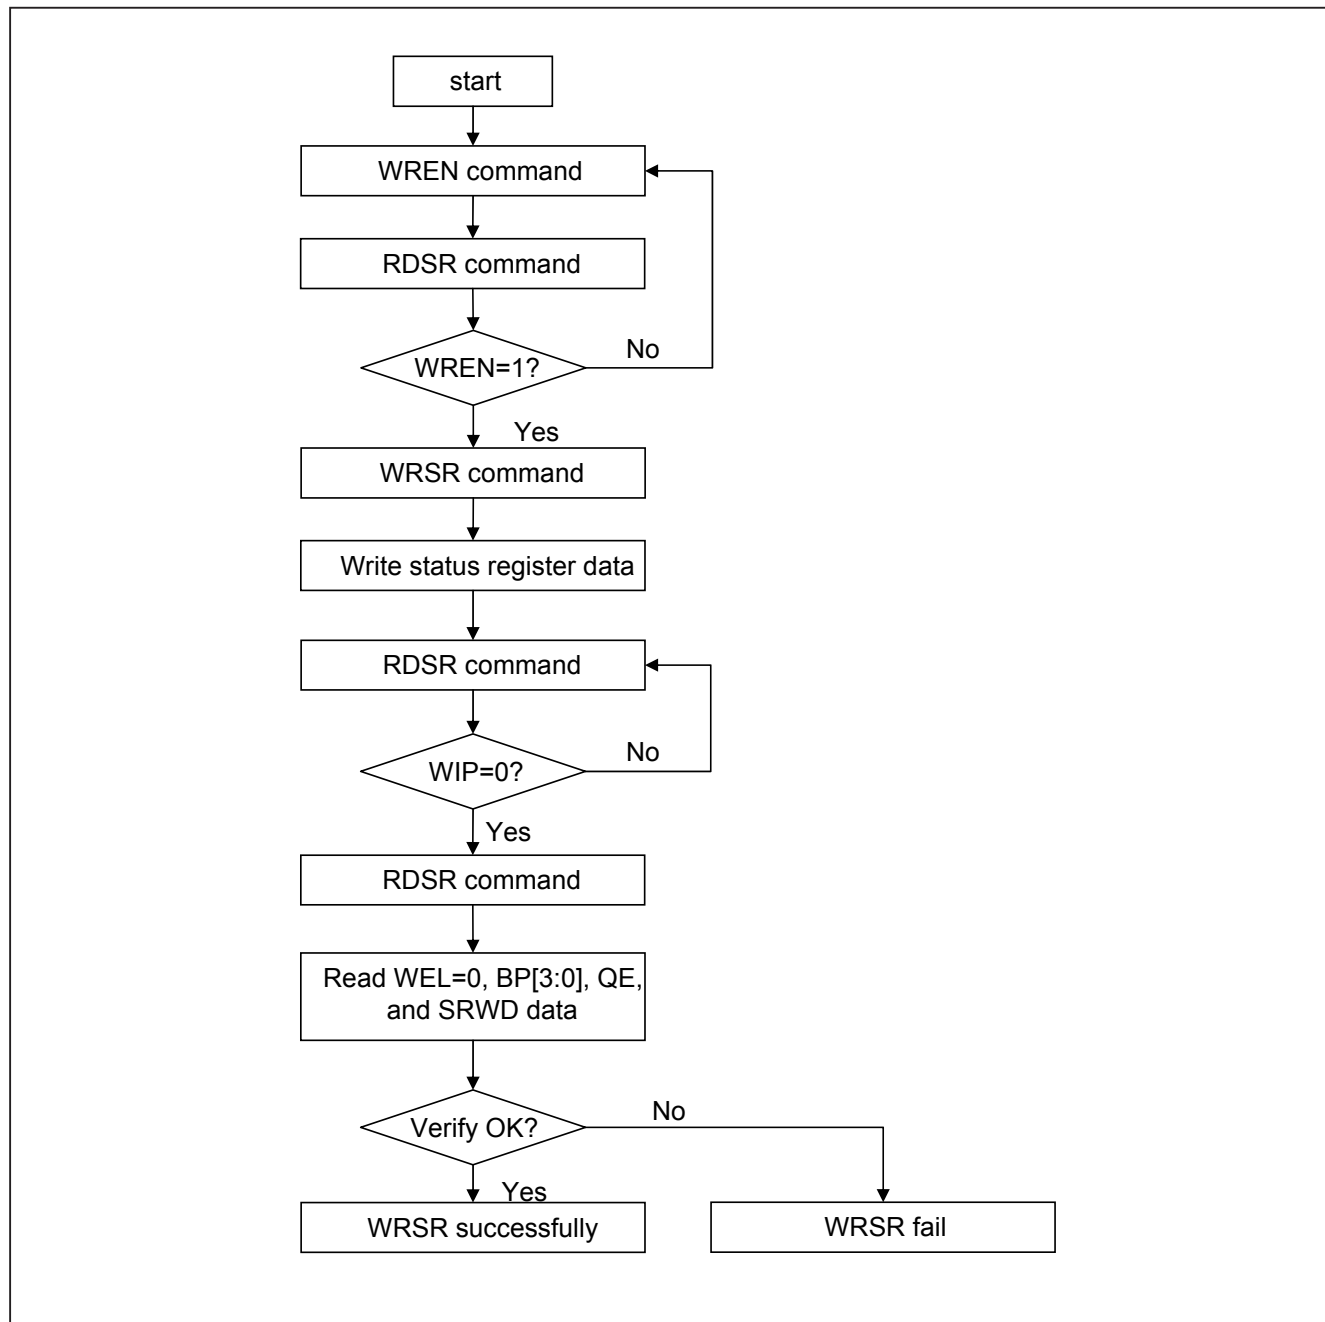 start
WREN command
RDSR command
WREN=1?
No
Yes
WRSR command
Write status register data
RDSR command
WIP=0?
No
Yes
RDSR command
Read WEL=0, BP[3:0], QE,
and SRWD data
Verify OK?
No
Yes
WRSR successfully
WRSR fail